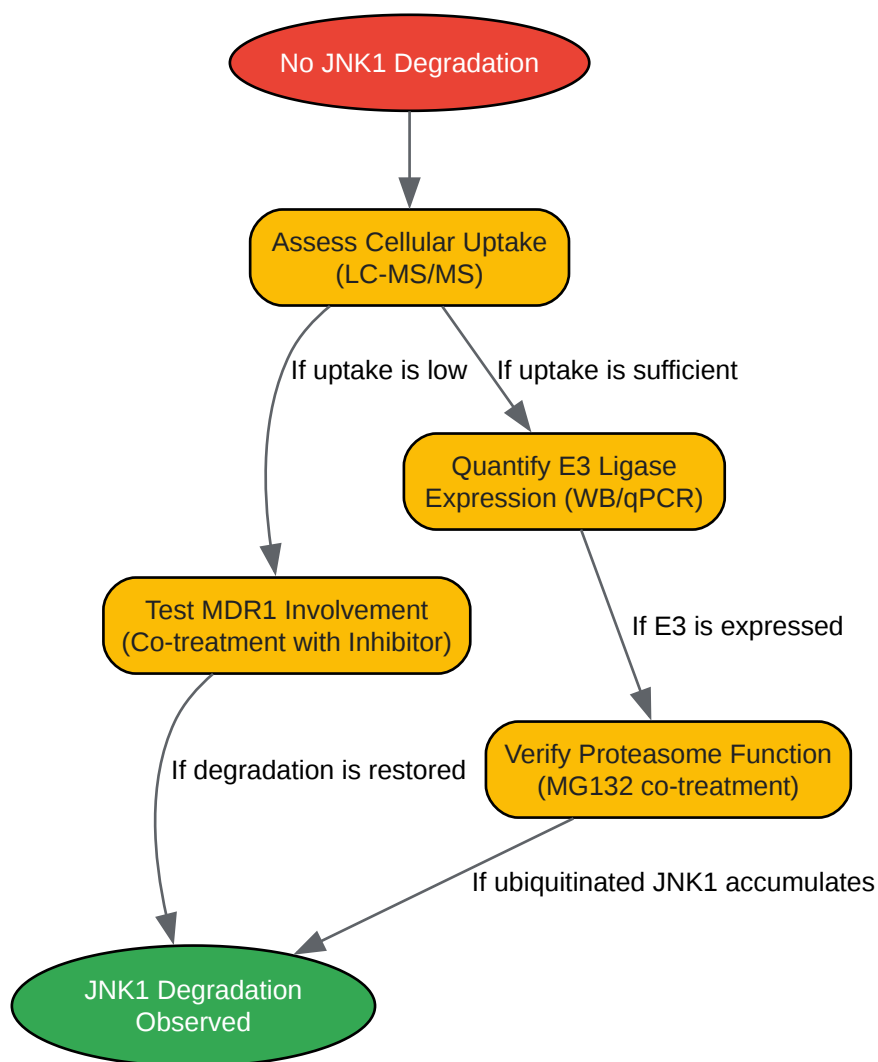 No JNK1 Degradation
Assess Cellular Uptake
(LC-MS/MS)
If uptake is low
If uptake is sufficient
Quantify E3 Ligase
Expression (WB/qPCR)
Test MDR1 Involvement
(Co-treatment with Inhibitor)
If E3 is expressed
Verify Proteasome Function
(MG132 co-treatment)
If degradation is restored
If ubiquitinated JNK1 accumulates
JNK1 Degradation
Observed